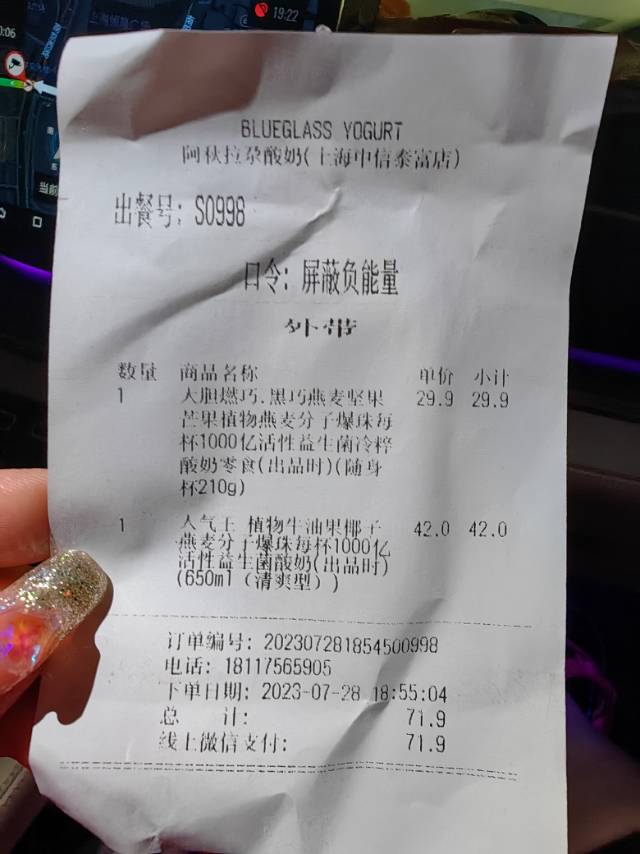 19:22
BLUEGLASS YOGURT
阿秋拉尕酸奶(上海中信泰富店)
出餐号: S0998
口令: 屏蔽负能量
外带
数量 商品名称 单价 小计
1 大胆燃巧.黑巧燕麦坚果 29.9 29.9
芒果植物燕麦分子爆珠每
杯1000亿活性益生菌冷粹
酸奶零食(出品时)(随身
杯210g)
1 人气王 植物牛油果椰子 42.0 42.0
燕麦分子爆珠每杯1000亿
活性益生菌酸奶(出品时)
(650ml (清爽型))
订单编号: 202307281854500998
电话: 18117565905
下单日期: 2023-07-28 18:55:04
总 计: 71.9
线上微信支付: 71.9